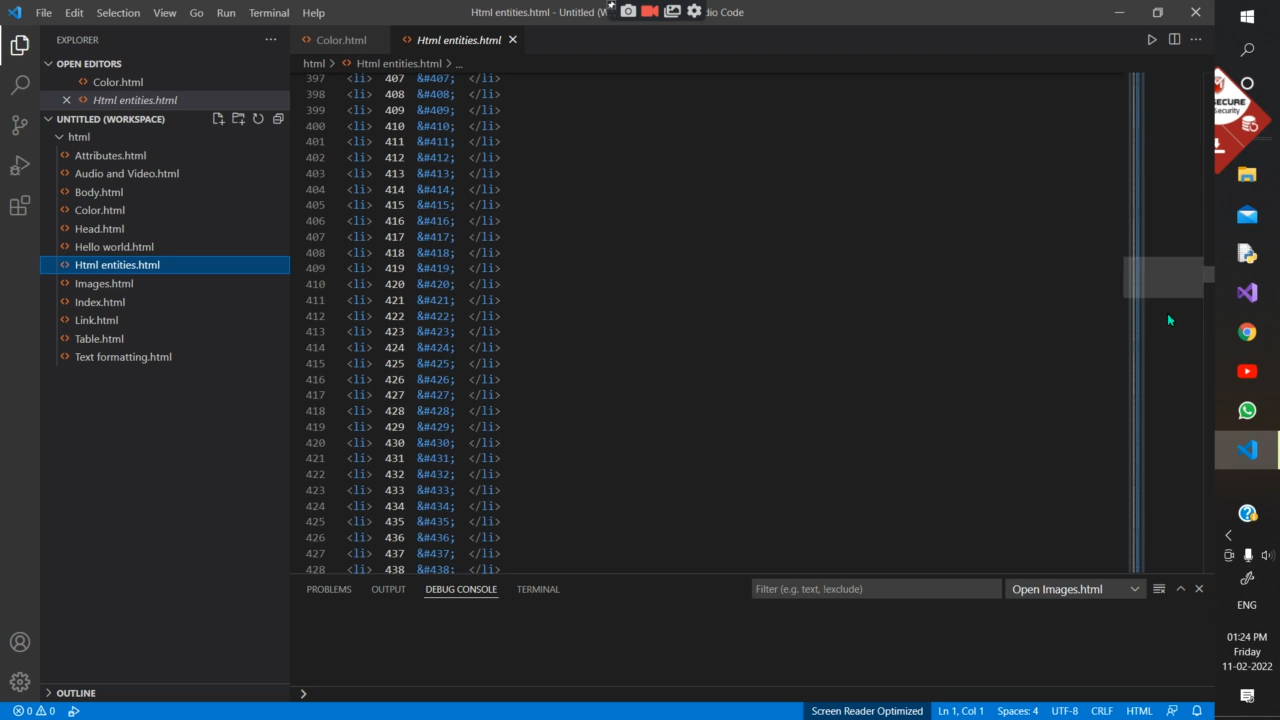 File Edit Selection View Go Run Terminal Help
Html entities.html - Untitled (W
dio Code
EXPLORER
OPEN EDITORS
Color.html
Html entities.html
UNTITLED (WORKSPACE)
html
Attributes.html
Audio and Video.html
Body.html
Color.html
Head.html
Hello world.html
Html entities.html
Images.html
Index.html
Link.html
Table.html
Text formatting.html
OUTLINE
Color.html Html entities.html
html > Html entities.html > ...
397 <li> 407 &#407; </li>
398 <li> 408 &#408; </li>
399 <li> 409 &#409; </li>
400 <li> 410 &#410; </li>
401 <li> 411 &#411; </li>
402 <li> 412 &#412; </li>
403 <li> 413 &#413; </li>
404 <li> 414 &#414; </li>
405 <li> 415 &#415; </li>
406 <li> 416 &#416; </li>
407 <li> 417 &#417; </li>
408 <li> 418 &#418; </li>
409 <li> 419 &#419; </li>
410 <li> 420 &#420; </li>
411 <li> 421 &#421; </li>
412 <li> 422 &#422; </li>
413 <li> 423 &#423; </li>
414 <li> 424 &#424; </li>
415 <li> 425 &#425; </li>
416 <li> 426 &#426; </li>
417 <li> 427 &#427; </li>
418 <li> 428 &#428; </li>
419 <li> 429 &#429; </li>
420 <li> 430 &#430; </li>
421 <li> 431 &#431; </li>
422 <li> 432 &#432; </li>
423 <li> 433 &#433; </li>
424 <li> 434 &#434; </li>
425 <li> 435 &#435; </li>
426 <li> 436 &#436; </li>
427 <li> 437 &#437; </li>
428 <li> 438 &#438; </li>
PROBLEMS OUTPUT DEBUG CONSOLE TERMINAL
Filter (e.g. text, !exclude)
Open Images.html
0 0
Screen Reader Optimized Ln 1, Col 1 Spaces: 4 UTF-8 CRLF HTML
ECURE
Security
ENG
01:24 PM
Friday
11-02-2022